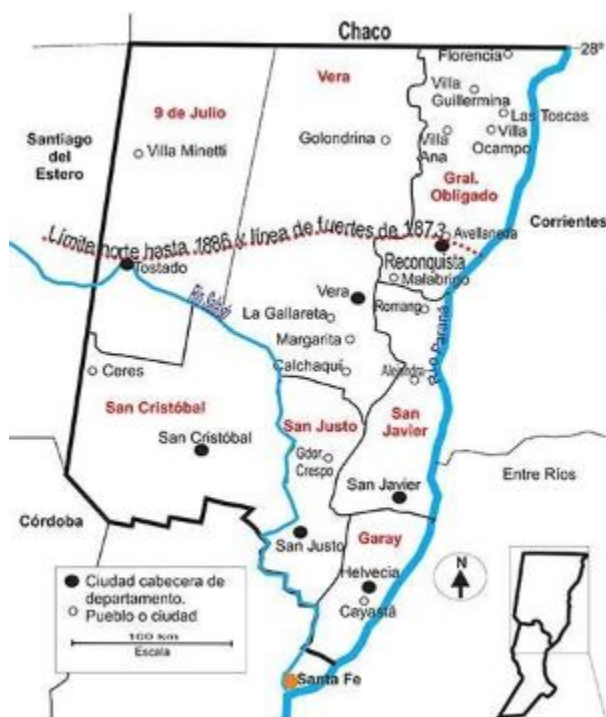 Chaco
28°
Florencia
Vera
Villa
Guillermina
9 de Julio
Las Toscas
Santiago
del
Estero
Villa Minetti
Golondrina
Villa
Ana
Villa
Ocampo
Gral.
Obligado
Corrientes
Límite norte hasta 1886 y línea de fuertes de 1873
Avellaneda
Tostado
Reconquista
Malabrigo
Vera
Romang
La Gallareta
Río Paraná
Margarita
Ceres
Calchaquí
Alejandra
San Cristóbal
San Justo
San
Javier
San Cristóbal
Gdor
Crespo
Entre Ríos
San Javier
Córdoba
San Justo
Garay
N
Helvecia
Cayastá
Ciudad cabecera de
departamento.
Pueblo o ciudad
100 km
Escala
Santa Fe